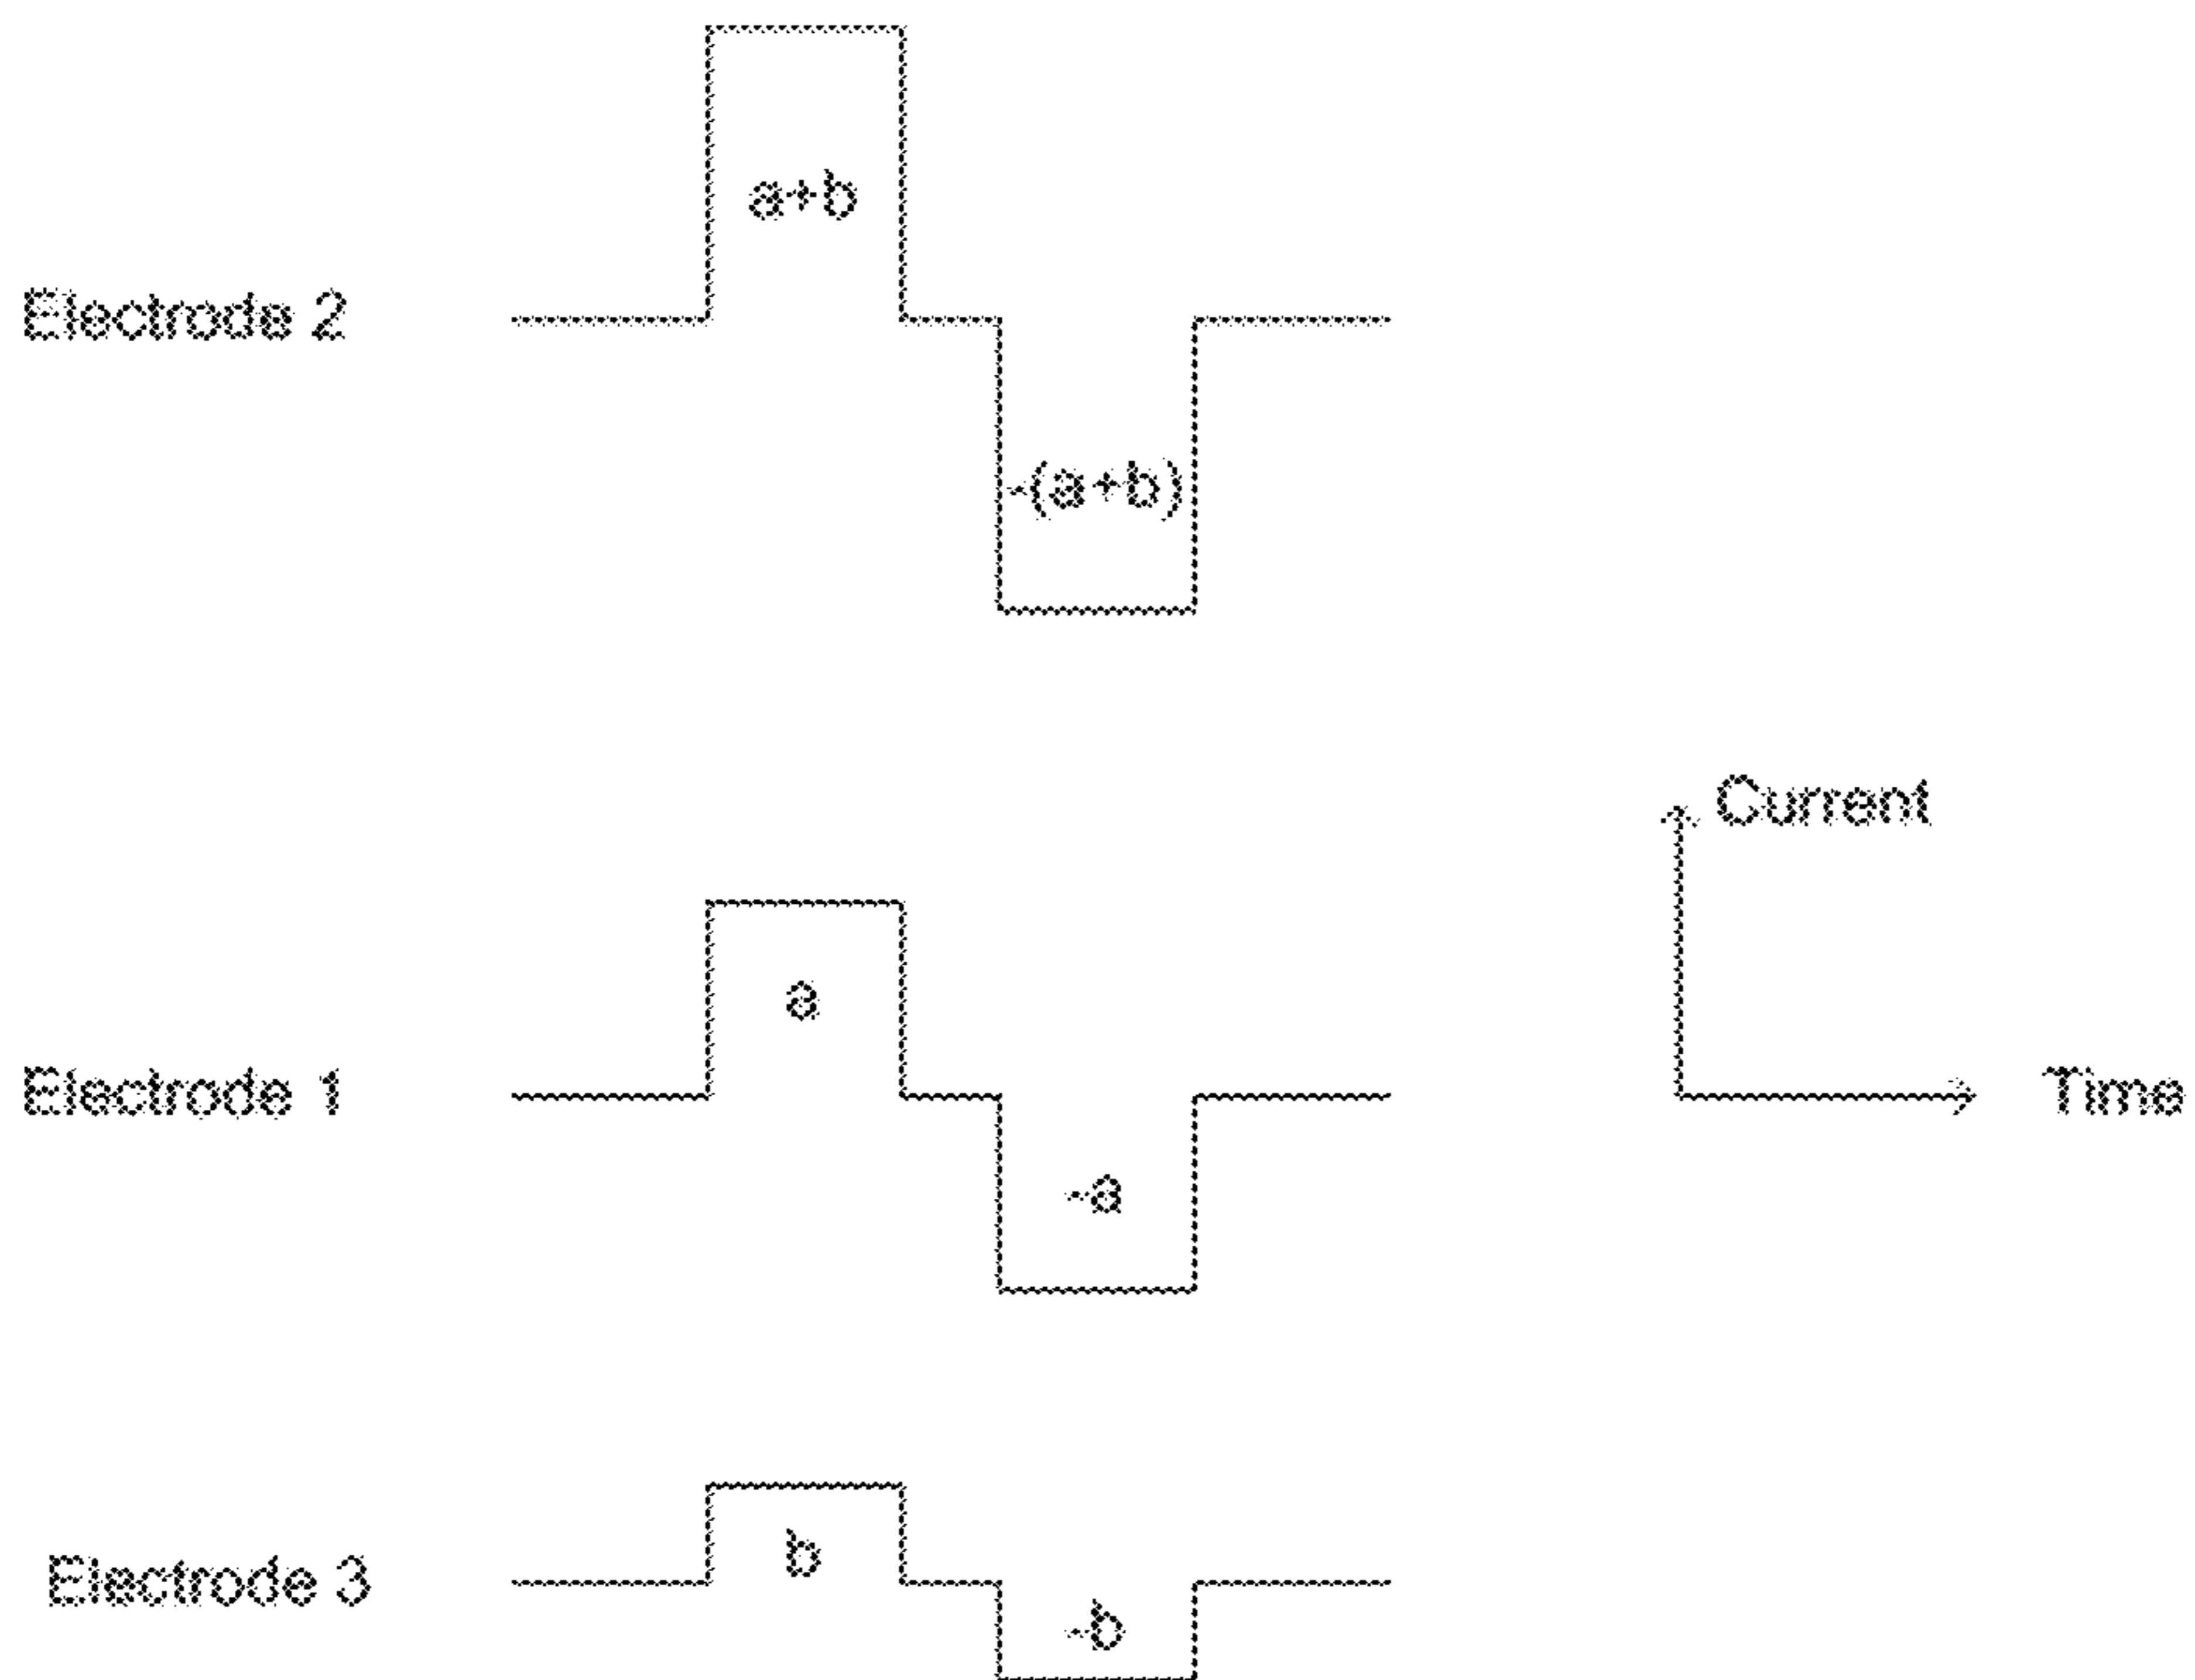 a+b
Electrode 2
-(a+b)
Current
a
Electrode 1
Time
-a
b
Electrode 3
-b